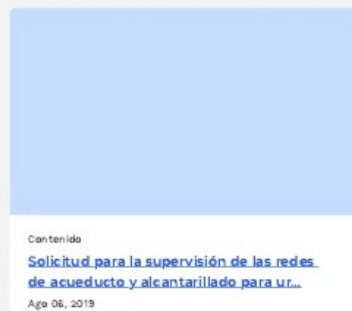 Contenido
Solicitud para la supervisión de las redes
de acueducto y alcantarillado para ur...
Ago 06, 2019